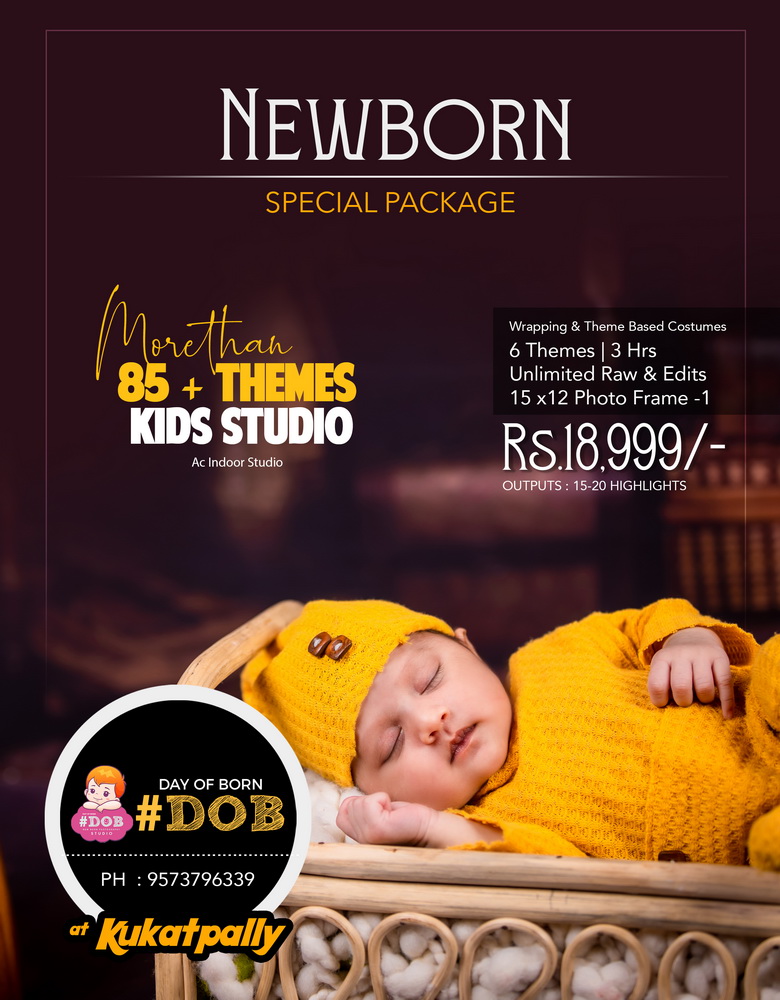 NEWBORN
SPECIAL PACKAGE
Morethan
85 + THEMES
KIDS STUDIO
Ac Indoor Studio
Wrapping & Theme Based Costumes
6 Themes | 3 Hrs
Unlimited Raw & Edits
15 x12 Photo Frame -1
Rs.18,999/-
OUTPUTS : 15-20 HIGHLIGHTS
DAY OF BORN
#DOB
#DOB
STUDIO
PH : 9573796339
at Kukatpally